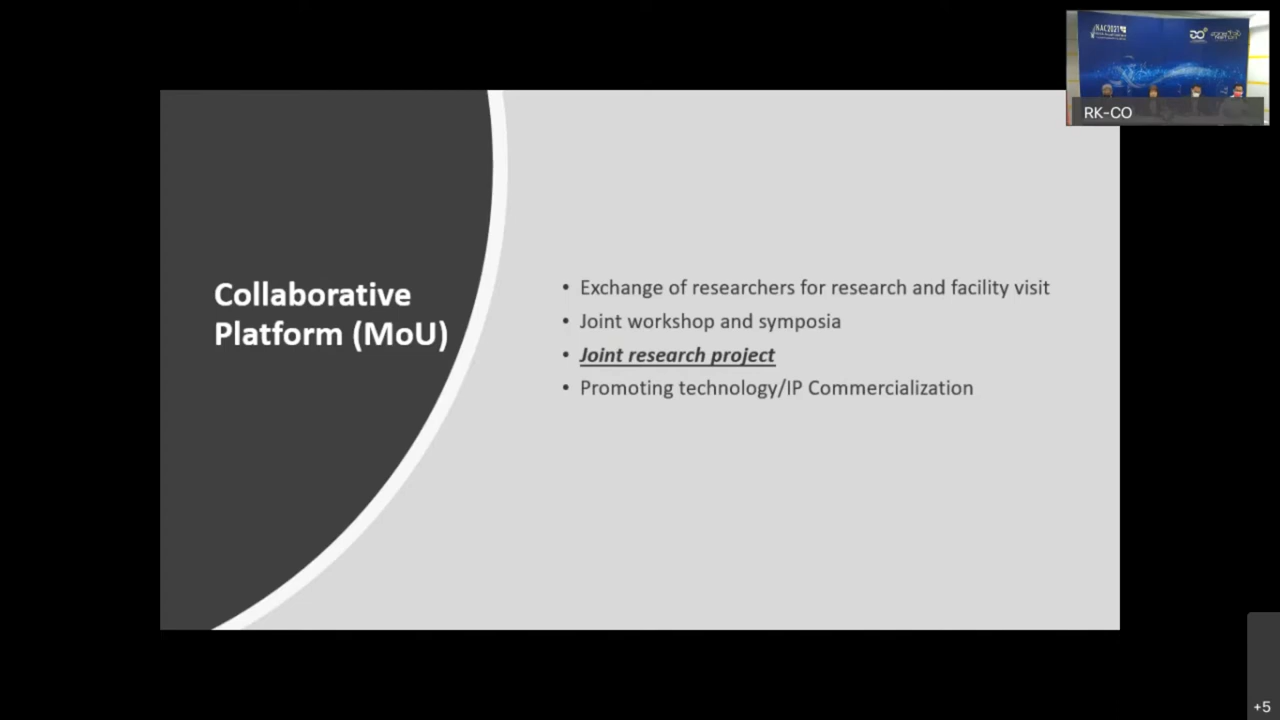 NAC2021
RK-CO
Collaborative
Platform (MoU)
• Exchange of researchers for research and facility visit
• Joint workshop and symposia
• Joint research project
• Promoting technology/IP Commercialization
+5